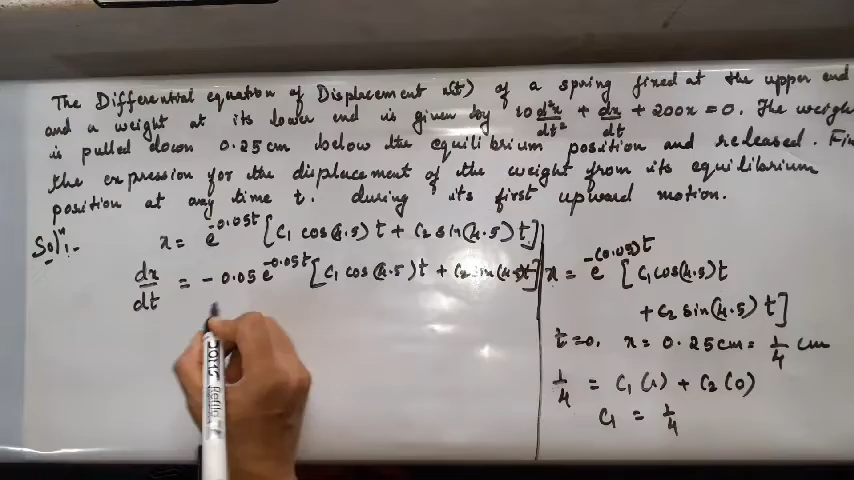 The Differential equation of Displacement x(t) of a spring fixed at the upper end
and a weight at its lower end is given by 10 d²x/dt² + dx/dt + 200x = 0. The weight
is pulled down 0.25cm below the equilibrium position and released. Fin
the expression for the displacement of the weight from its equilibrium
position at any time t. during its first upward motion.
Solⁿ:- x = e^-0.05t [C1 cos(4.5)t + C2 sin(4.5)t]
dx/dt = -0.05 e^-0.05t [C1 cos(4.5)t + C2 sin(4.5)t]
x = e^-(0.05)t [C1 cos(4.5)t
+ C2 sin(4.5)t]
t=0, x = 0.25cm = 1/4 cm
1/4 = C1(1) + C2(0)
C1 = 1/4